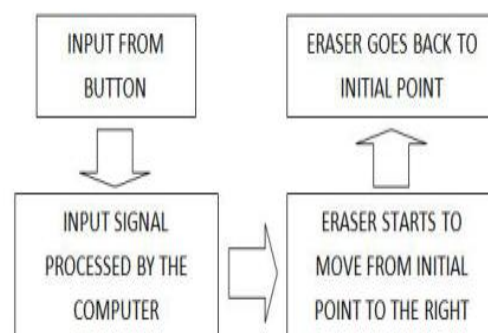 INPUT FROM
BUTTON
INPUT SIGNAL
PROCESSED BY THE
COMPUTER
ERASER STARTS TO
MOVE FROM INITIAL
POINT TO THE RIGHT
ERASER GOES BACK TO
INITIAL POINT